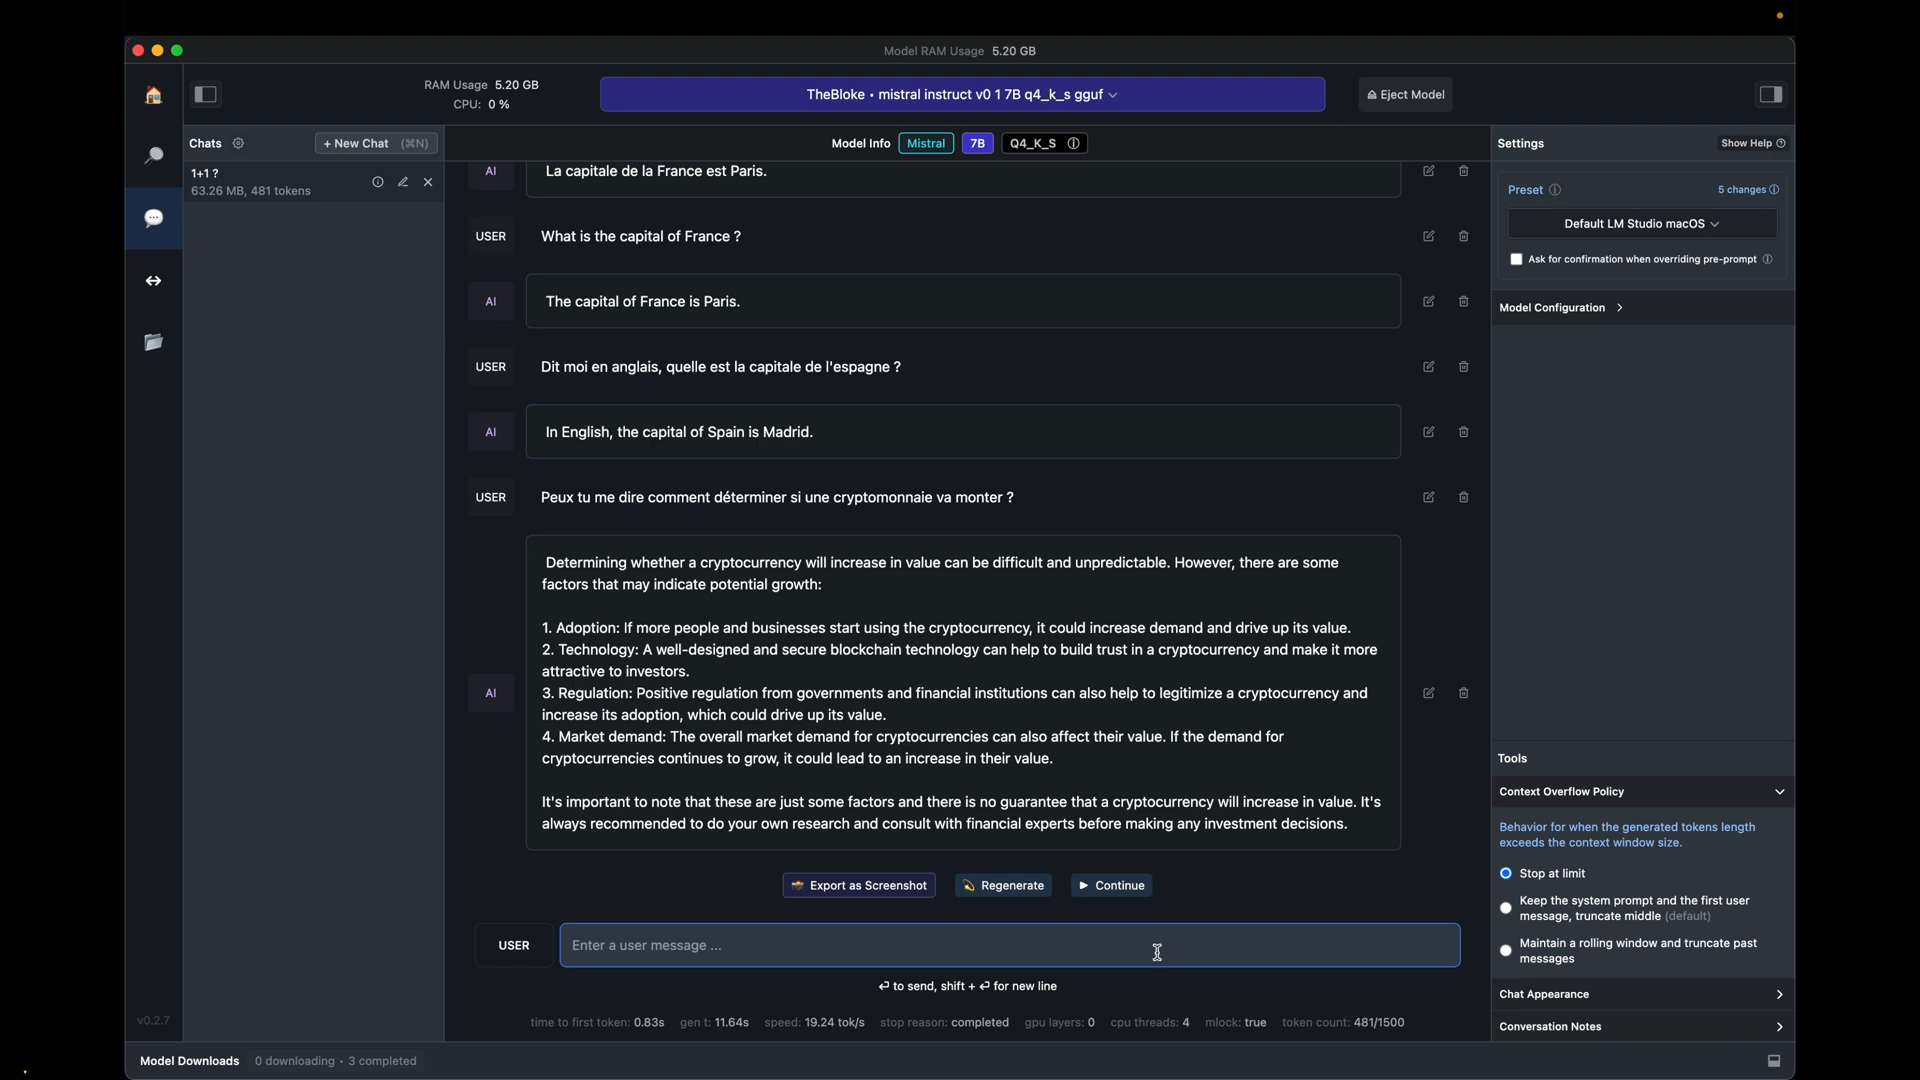 Model RAM Usage 5.20 GB
RAM Usage 5.20 GB
CPU: 0 %
TheBloke • mistral instruct v0 1 7B q4_k_s gguf
Eject Model
Chats
+ New Chat (⌘N)
1+1 ?
63.26 MB, 481 tokens
Model Info Mistral 7B Q4_K_S
AI
La capitale de la France est Paris.
USER
What is the capital of France ?
AI
The capital of France is Paris.
USER
Dit moi en anglais, quelle est la capitale de l'espagne ?
AI
In English, the capital of Spain is Madrid.
USER
Peux tu me dire comment déterminer si une cryptomonnaie va monter ?
AI
Determining whether a cryptocurrency will increase in value can be difficult and unpredictable. However, there are some
factors that may indicate potential growth:
1. Adoption: If more people and businesses start using the cryptocurrency, it could increase demand and drive up its value.
2. Technology: A well-designed and secure blockchain technology can help to build trust in a cryptocurrency and make it more
attractive to investors.
3. Regulation: Positive regulation from governments and financial institutions can also help to legitimize a cryptocurrency and
increase its adoption, which could drive up its value.
4. Market demand: The overall market demand for cryptocurrencies can also affect their value. If the demand for
cryptocurrencies continues to grow, it could lead to an increase in their value.
It's important to note that these are just some factors and there is no guarantee that a cryptocurrency will increase in value. It's
always recommended to do your own research and consult with financial experts before making any investment decisions.
Export as Screenshot
Regenerate
Continue
USER
Enter a user message ...
⏎ to send, shift + ⏎ for new line
time to first token: 0.83s gen t: 11.64s speed: 19.24 tok/s stop reason: completed gpu layers: 0 cpu threads: 4 mlock: true token count: 481/1500
Settings
Show Help
Preset
5 changes
Default LM Studio macOS
Ask for confirmation when overriding pre-prompt
Model Configuration
Tools
Context Overflow Policy
Behavior for when the generated tokens length
exceeds the context window size.
Stop at limit
Keep the system prompt and the first user
message, truncate middle (default)
Maintain a rolling window and truncate past
messages
Chat Appearance
Conversation Notes
v0.2.7
Model Downloads 0 downloading • 3 completed